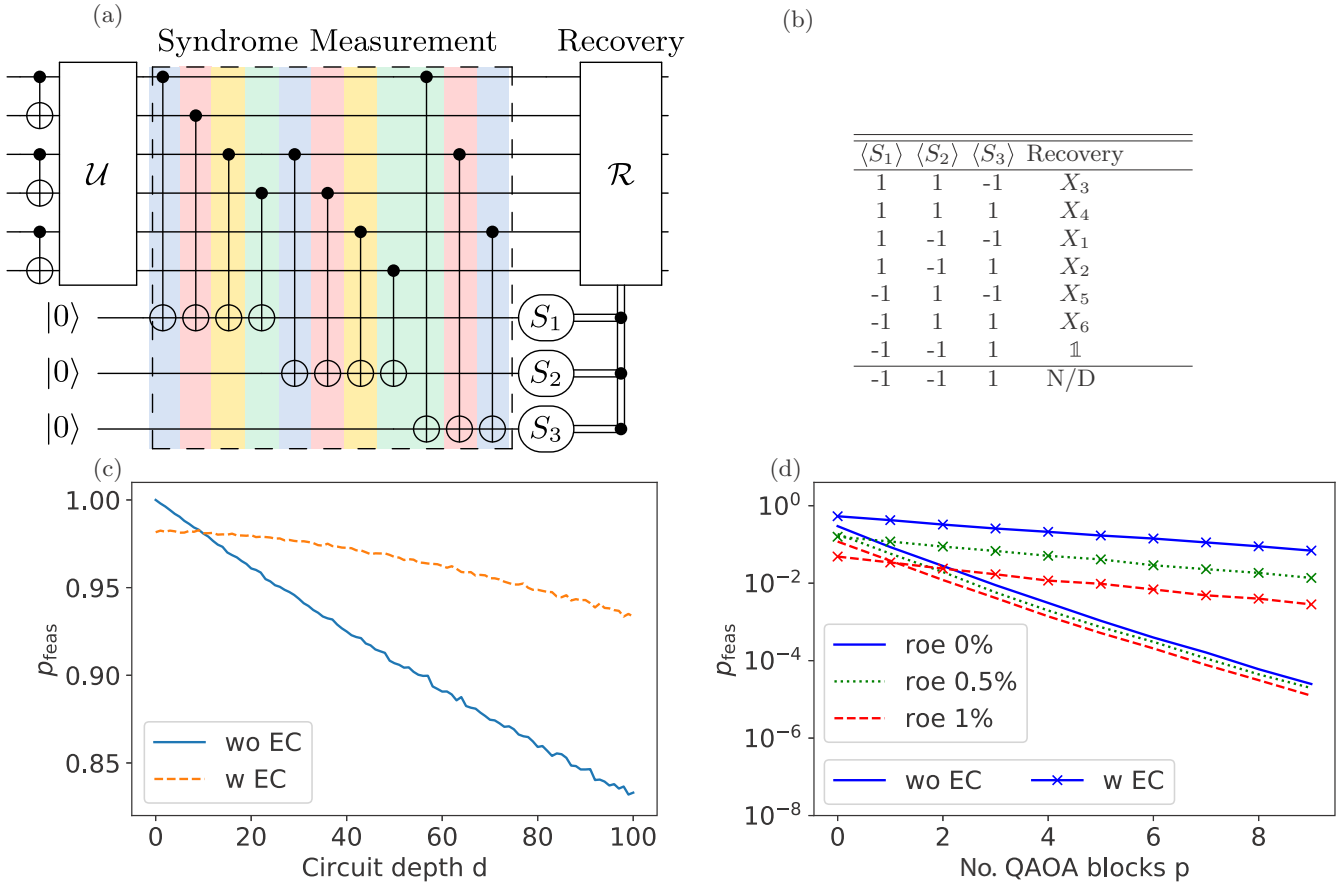 (a)
Syndrome Measurement Recovery
𝒰
ℛ
|0⟩ S₁
|0⟩ S₂
|0⟩ S₃
(b)
⟨S₁⟩ ⟨S₂⟩ ⟨S₃⟩ Recovery
1 1 -1 X₃
1 1 1 X₄
1 -1 -1 X₁
1 -1 1 X₂
-1 1 -1 X₅
-1 1 1 X₆
-1 -1 1 𝟙
-1 -1 1 N/D
(c)
p_feas
1.00
0.95
0.90
0.85
wo EC
w EC
0 20 40 60 80 100
Circuit depth d
(d)
p_feas
10⁰
10⁻²
10⁻⁴
10⁻⁶
10⁻⁸
roe 0%
roe 0.5%
roe 1%
wo EC w EC
0 2 4 6 8
No. QAOA blocks p